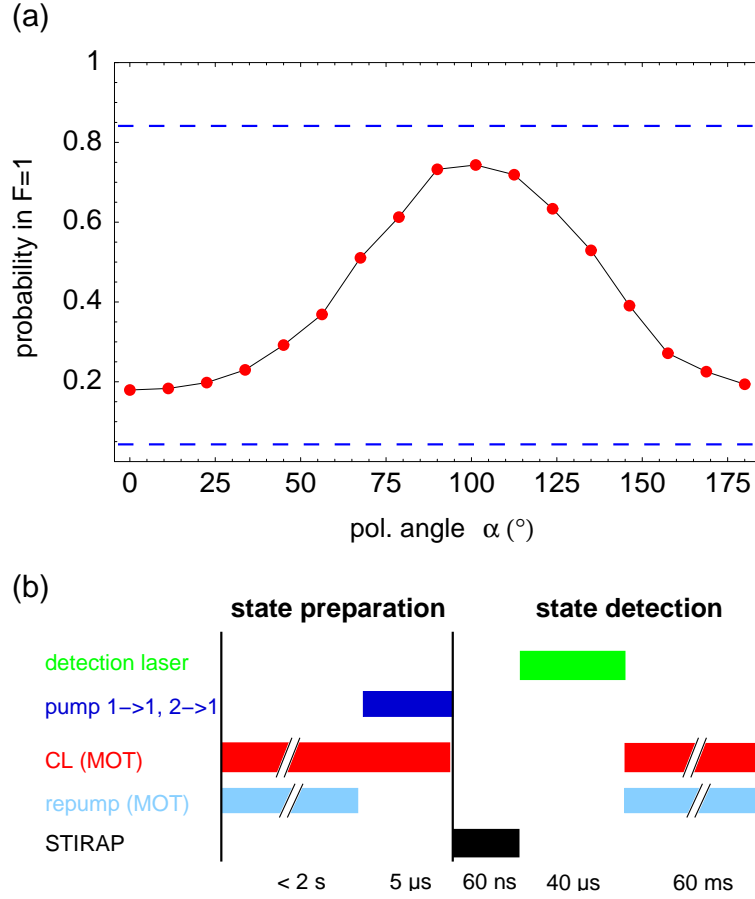 (a)
1
0.8
0.6
0.4
0.2
probability in F=1
0 25 50 75 100 125 150 175
pol. angle α (°)
(b)
state preparation state detection
detection laser
pump 1->1, 2->1
CL (MOT)
repump (MOT)
STIRAP
< 2 s 5 µs 60 ns 40 µs 60 ms